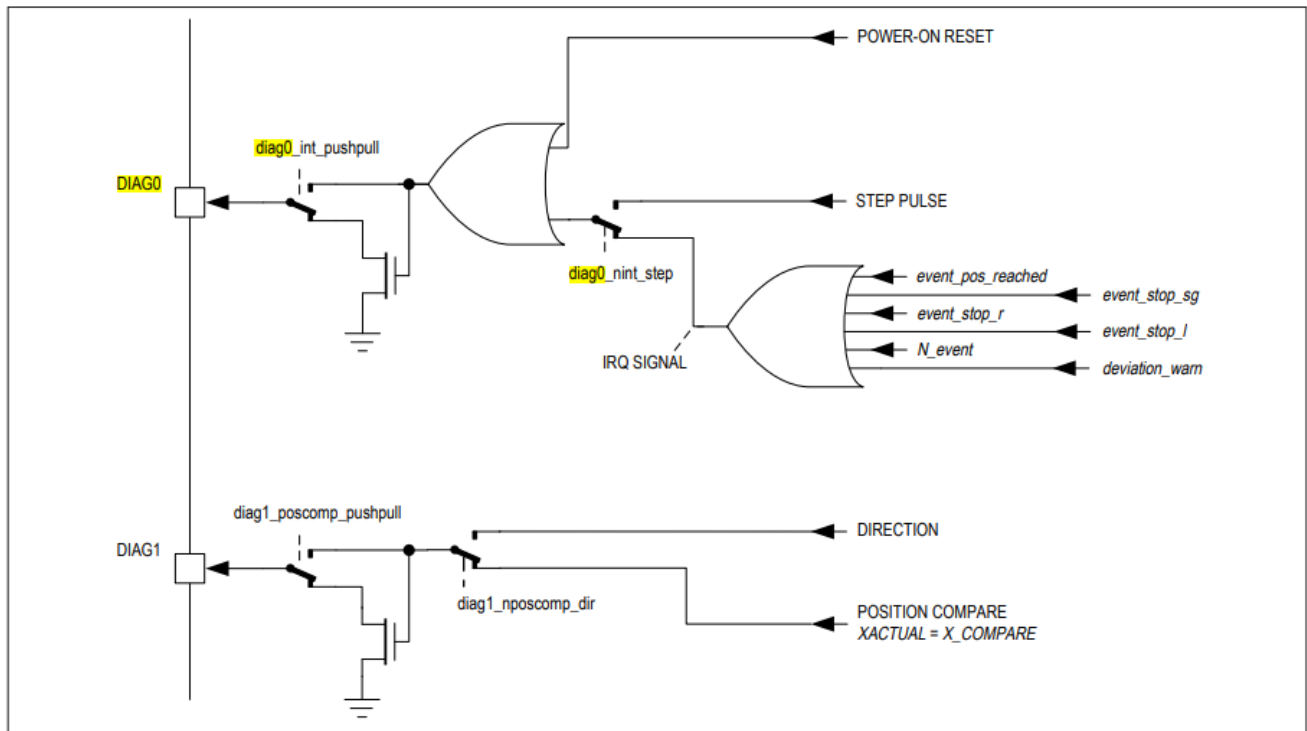 POWER-ON RESET
diag0_int_pushpull
DIAG0
STEP PULSE
diag0_nint_step
event_pos_reached
event_stop_sg
event_stop_r
event_stop_l
N_event
IRQ SIGNAL
deviation_warn
diag1_poscomp_pushpull
DIRECTION
DIAG1
diag1_nposcomp_dir
POSITION COMPARE
XACTUAL = X_COMPARE